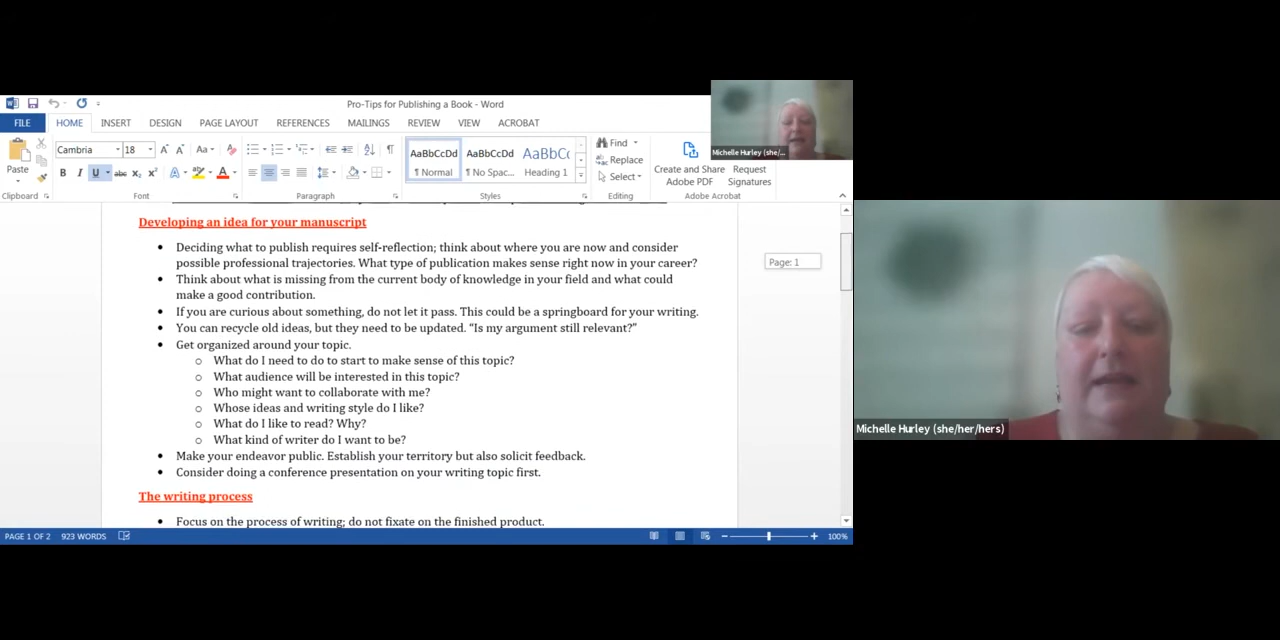 Pro-Tips for Publishing a Book - Word
FILE HOME INSERT DESIGN PAGE LAYOUT REFERENCES MAILINGS REVIEW VIEW ACROBAT
Michelle Hurley (she/...
Cambria 18 Aa
Paste
B I U abc X₂ X² A A
AaBbCcDd AaBbCcDd AaBbC
¶ Normal ¶ No Spac... Heading 1
Find
Replace
Select
Create and Share Adobe PDF
Request Signatures
Clipboard Font Paragraph Styles Editing Adobe Acrobat
Developing an idea for your manuscript
• Deciding what to publish requires self-reflection; think about where you are now and consider
possible professional trajectories. What type of publication makes sense right now in your career?
Page: 1
• Think about what is missing from the current body of knowledge in your field and what could
make a good contribution.
• If you are curious about something, do not let it pass. This could be a springboard for your writing.
• You can recycle old ideas, but they need to be updated. “Is my argument still relevant?”
• Get organized around your topic.
o What do I need to do to start to make sense of this topic?
o What audience will be interested in this topic?
o Who might want to collaborate with me?
o Whose ideas and writing style do I like?
o What do I like to read? Why?
o What kind of writer do I want to be?
• Make your endeavor public. Establish your territory but also solicit feedback.
• Consider doing a conference presentation on your writing topic first.
The writing process
• Focus on the process of writing; do not fixate on the finished product.
PAGE 1 OF 2 923 WORDS 100%
Michelle Hurley (she/her/hers)